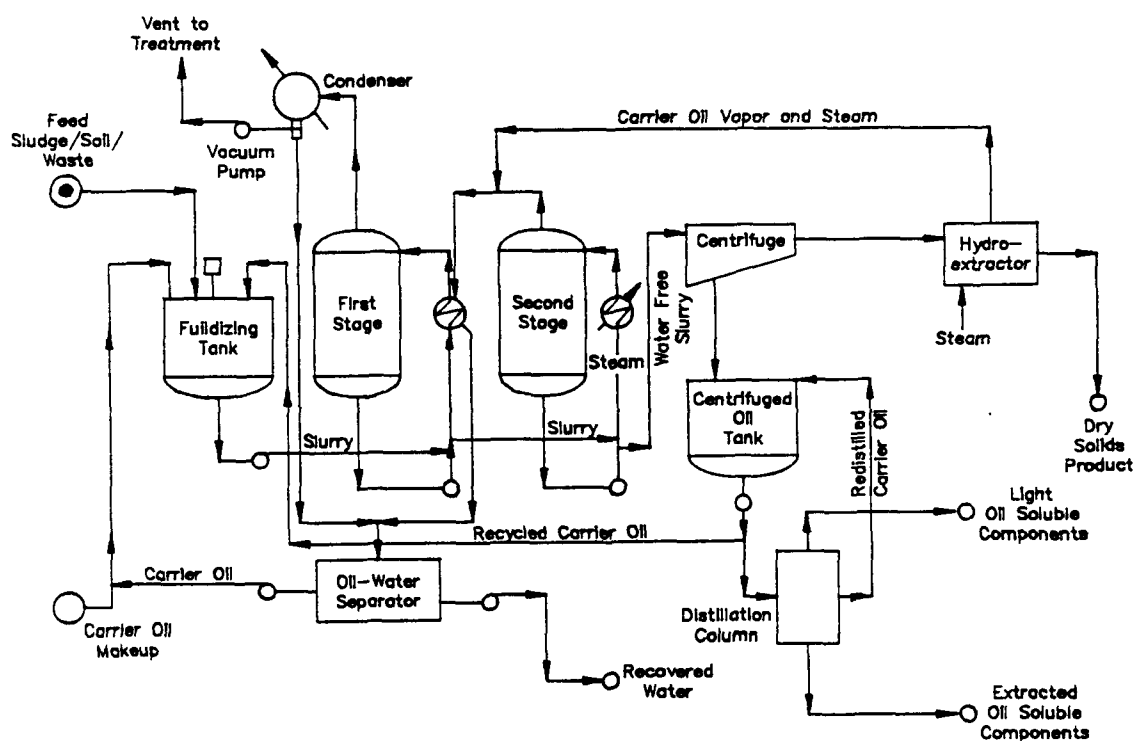 Vent to
Treatment
Condenser
Feed
Sludge/Soil/
Waste
Vacuum
Pump
Carrier Oil Vapor and Steam
Centrifuge
Hydro-
extractor
First
Stage
Second
Stage
Fluidizing
Tank
Water Free
Slurry
Steam
Steam
Centrifuged
Oil
Tank
Redistilled
Carrier Oil
Dry
Solids
Product
Slurry
Slurry
Light
Oil Soluble
Components
Recycled Carrier Oil
Carrier Oil
Oil-Water
Separator
Distillation
Column
Carrier Oil
Makeup
Recovered
Water
Extracted
Oil Soluble
Components